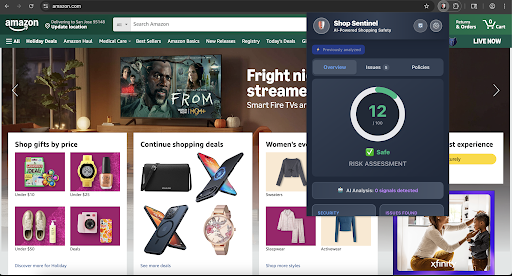 amazon.com
amazon
Delivering to San Jose 95148
Update location
All
Search Amazon
Returns
& Orders
0
Cart
All
Holiday Deals
Amazon Haul
Medical Care
Best Sellers
Amazon Basics
New Releases
Registry
Today's Deals
LIVE NOW
Shop Sentinel
AI-Powered Shopping Safety
Previously analyzed
Overview
Issues
Policies
12
/ 100
Safe
RISK ASSESSMENT
AI Analysis: 0 signals detected
SECURITY
ISSUES FOUND
FROM
MGM+
Fright ni
streame
Smart Fire TVs an
Shop gifts by price
Under $10
Under $25
Under $50
Deals
Discover more for Holiday
Continue shopping deals
See more deals
Women's ev
Sweaters
Sleepwear
Activewear
Shop more styles
st experience
urely
xfinity